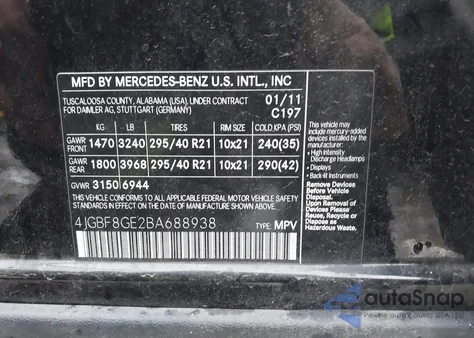 MFD BY MERCEDES-BENZ U.S. INTL., INC
TUSCALOOSA COUNTY, ALABAMA (USA), UNDER CONTRACT
FOR DAIMLER AG, STUTTGART (GERMANY)
01/11
C197
KG LB TIRES RIM SIZE COLD.KPA(PSI)
GAWR FRONT 1470 3240 295/40 R21 10x21 240(35)
GAWR REAR 1800 3968 295/40 R21 10x21 290(42)
GVWR 3150 6944
THIS VEHICLE CONFORMS TO ALL APPLICABLE FEDERAL MOTOR
VEHICLE SAFETY AND THEFT PREVENTION STANDARDS IN EFFECT
ON THE DATE OF MANUFACTURE SHOWN ABOVE.
4JGBF8GE2BA688938 TYPE: MPV
This vehicle may
include mercury-added
devices installed by the
manufacturer:
• High Intensity
Discharge Headlamps
• Displays
• Back-lit Instruments
Remove Devices
Before Vehicle
Disposal. Upon
Removal of Devices
Please Reuse,
Recycle or Dispose as
Hazardous Waste.
autoSnap